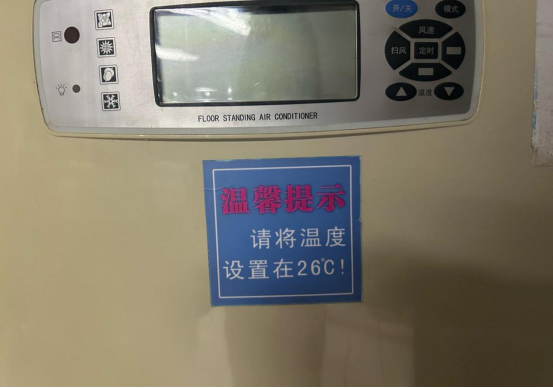 开/关
模式
风速
扫风
定时
温度
FLOOR STANDING AIR CONDITIONER
温馨提示
请将温度
设置在26℃!